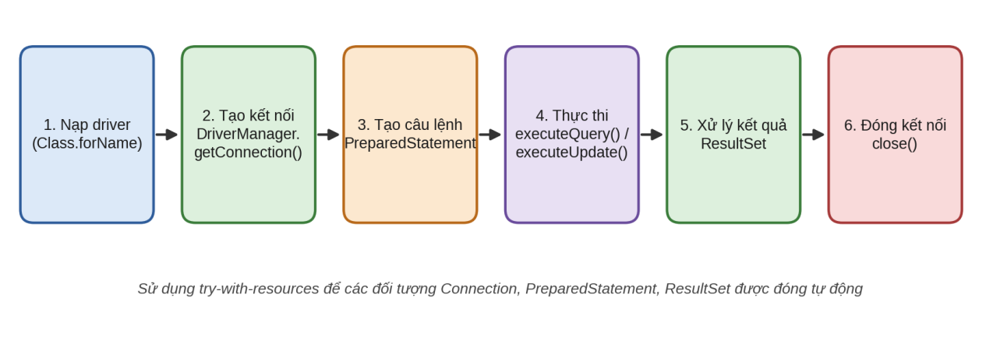 1. Nạp driver
(Class.forName)
2. Tạo kết nối
DriverManager.
getConnection()
3. Tạo câu lệnh
PreparedStatement
4. Thực thi
executeQuery() /
executeUpdate()
5. Xử lý kết quả
ResultSet
6. Đóng kết nối
close()
Sử dụng try-with-resources để các đối tượng Connection, PreparedStatement, ResultSet được đóng tự động